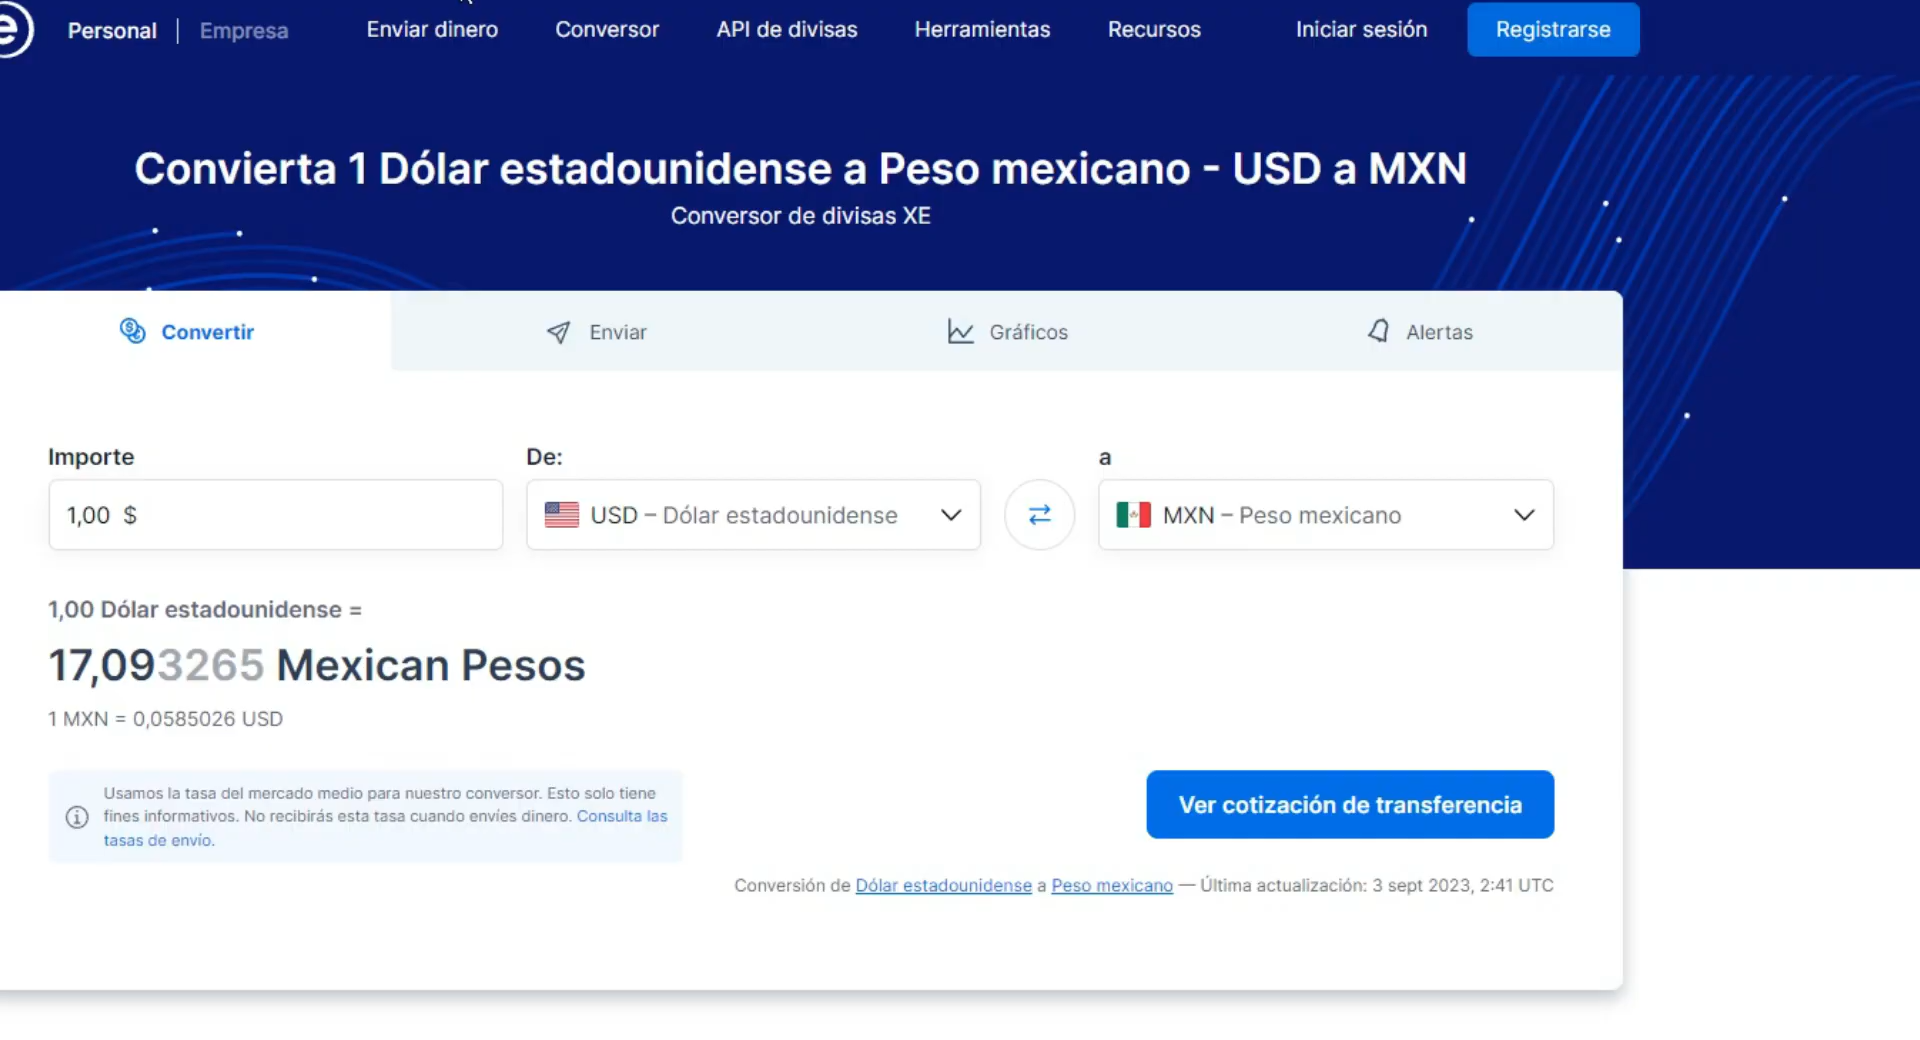 e
Personal | Empresa Enviar dinero Conversor API de divisas Herramientas Recursos Iniciar sesión Registrarse
Convierta 1 Dólar estadounidense a Peso mexicano - USD a MXN
Conversor de divisas XE
Convertir Enviar Gráficos Alertas
Importe De: a
1,00 $ USD – Dólar estadounidense MXN – Peso mexicano
1,00 Dólar estadounidense =
17,093265 Mexican Pesos
1 MXN = 0,0585026 USD
Usamos la tasa del mercado medio para nuestro conversor. Esto solo tiene
fines informativos. No recibirás esta tasa cuando envíes dinero. Consulta las
tasas de envío.
Ver cotización de transferencia
Conversión de Dólar estadounidense a Peso mexicano — Última actualización: 3 sept 2023, 2:41 UTC